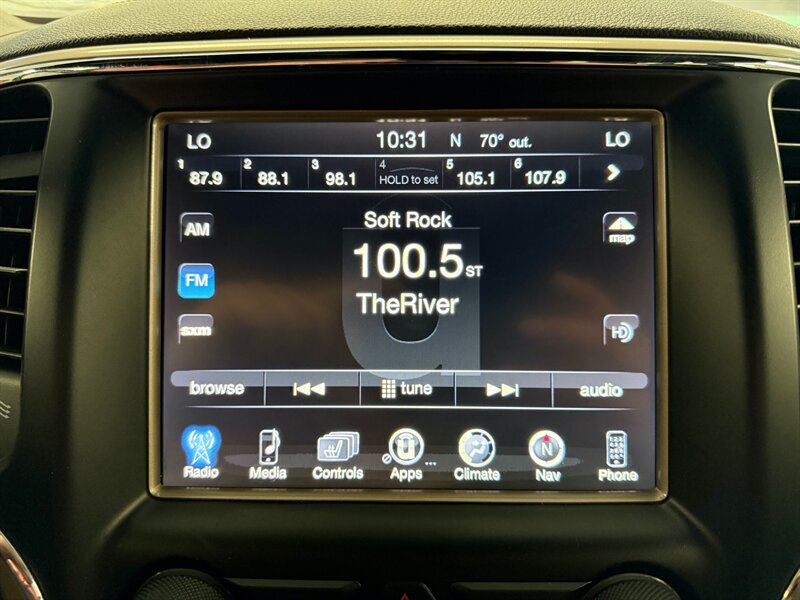 LO 10:31 N 70° out. LO
1 87.9 2 88.1 3 98.1 4 HOLD to set 5 105.1 6 107.9
Soft Rock
AM
map
100.5 ST
FM
TheRiver
sxm
HD
browse tune audio
Radio Media Controls Apps ... Climate N Nav Phone